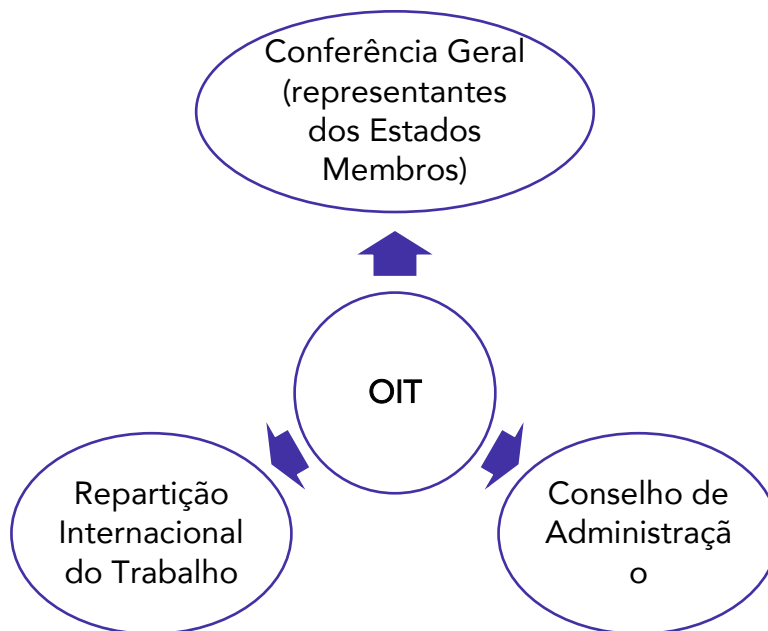 Conferência Geral
(representantes
dos Estados
Membros)
OIT
Repartição
Internacional
do Trabalho
Conselho de
Administraçã
o